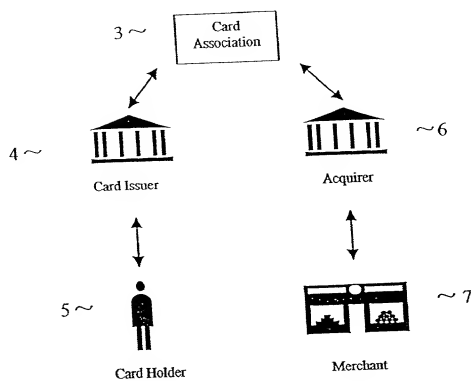 3 ~
Card
Association
4 ~
~6
Card Issuer
Acquirer
5 ~
~ 7
Card Holder
Merchant